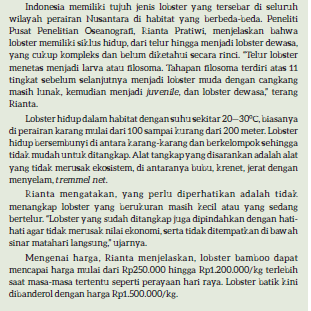 Indonesia memiliki tujuh jenis lobster yang tersebar di seluruh
wilayah perairan Nusantara di habitat yang berbeda-beda. Peneliti
Pusat Penelitian Oseanografi, Rianta Pratiwi, menjelaskan bahwa
lobster memiliki siklus hidup, dari telur hingga menjadi lobster dewasa,
yang cukup kompleks dan belum diketahui secara rinci. "Telur lobster
menetas menjadi larva atau filosoma. Tahapan filosoma terdiri atas 11
tingkat sebelum selanjutnya menjadi lobster muda dengan cangkang
masih lunak, kemudian menjadi juvenile, dan lobster dewasa," terang
Rianta.
Lobster hidup dalam habitat dengan suhu sekitar 20—30°C, biasanya
di perairan karang mulai dari 100 sampai kurang dari 200 meter. Lobster
hidup bersembunyi di antara karang-karang dan berkelompok sehingga
tidak mudah untuk ditangkap. Alat tangkap yang disarankan adalah alat
yang tidak merusak ekosistem, di antaranya bubu, krenet, jerat dengan
menyelam, tremmel net.
Rianta mengatakan, yang perlu diperhatikan adalah tidak
menangkap lobster yang berukuran masih kecil atau yang sedang
bertelur. "Lobster yang sudah ditangkap juga dipindahkan dengan hati-
hati agar tidak merusak nilai ekonomi, serta tidak ditempatkan di bawah
sinar matahari langsung," ujarnya.
Mengenai harga, Rianta menjelaskan, lobster bamboo dapat
mencapai harga mulai dari Rp250.000 hingga Rp1.200.000/kg terlebih
saat masa-masa tertentu seperti perayaan hari raya. Lobster batik kini
dibanderol dengan harga Rp1.500.000/kg.